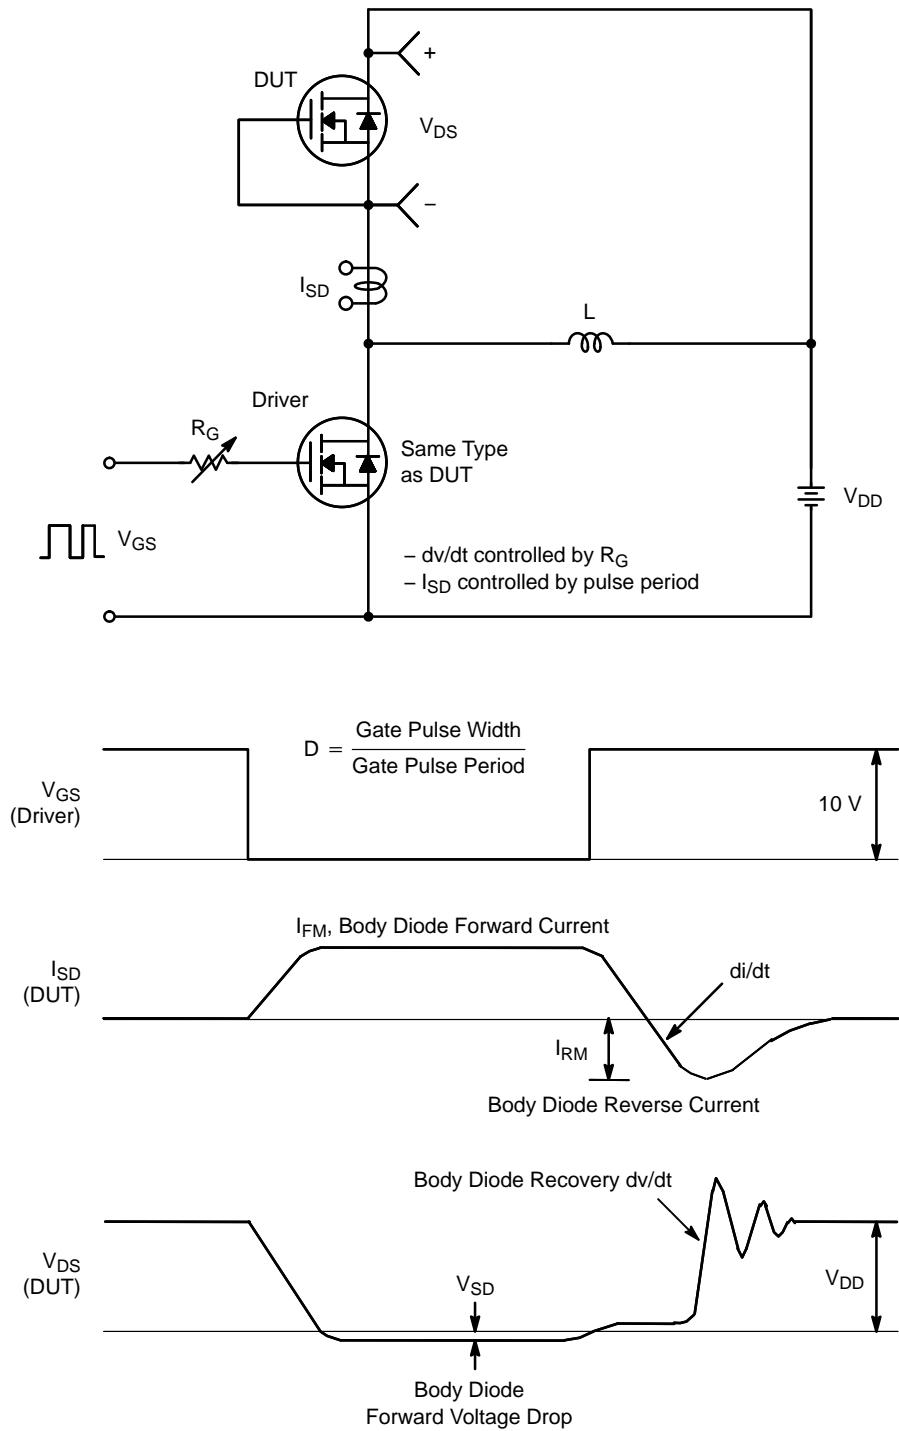 +
DUT
V_DS
–
I_SD
L
Driver
R_G
Same Type
as DUT
V_DD
V_GS
– dv/dt controlled by R_G
– I_SD controlled by pulse period
D = Gate Pulse Width
Gate Pulse Period
V_GS
(Driver)
10 V
I_FM, Body Diode Forward Current
I_SD
(DUT)
di/dt
I_RM
Body Diode Reverse Current
Body Diode Recovery dv/dt
V_DS
(DUT)
V_SD
V_DD
Body Diode
Forward Voltage Drop